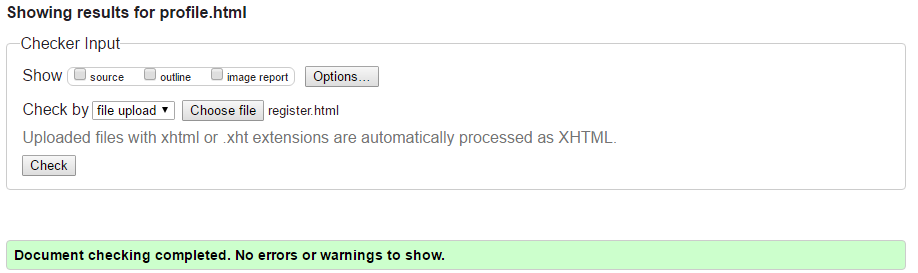 Showing results for profile.html
Checker Input
Show source outline image report Options...
Check by file upload Choose file register.html
Uploaded files with xhtml or .xht extensions are automatically processed as XHTML.
Check
Document checking completed. No errors or warnings to show.